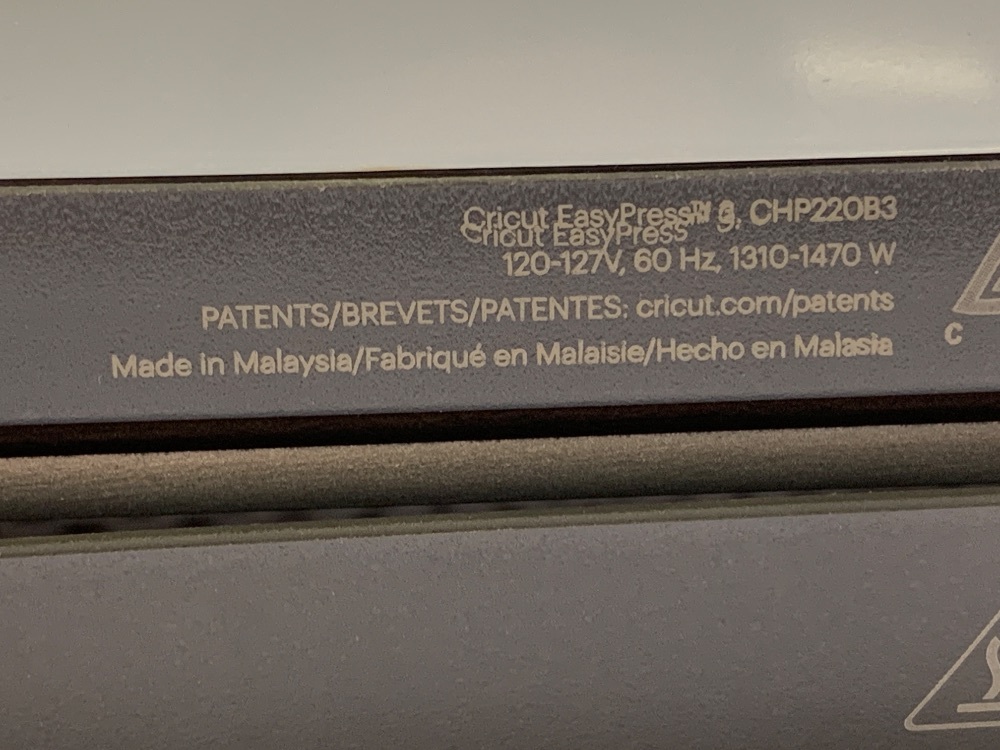 Cricut EasyPress™ 3, CHP220B3
Cricut EasyPress
120-127V, 60 Hz, 1310-1470 W
PATENTS/BREVETS/PATENTES: cricut.com/patents
Made in Malaysia/Fabriqué en Malaisie/Hecho en Malasia
C